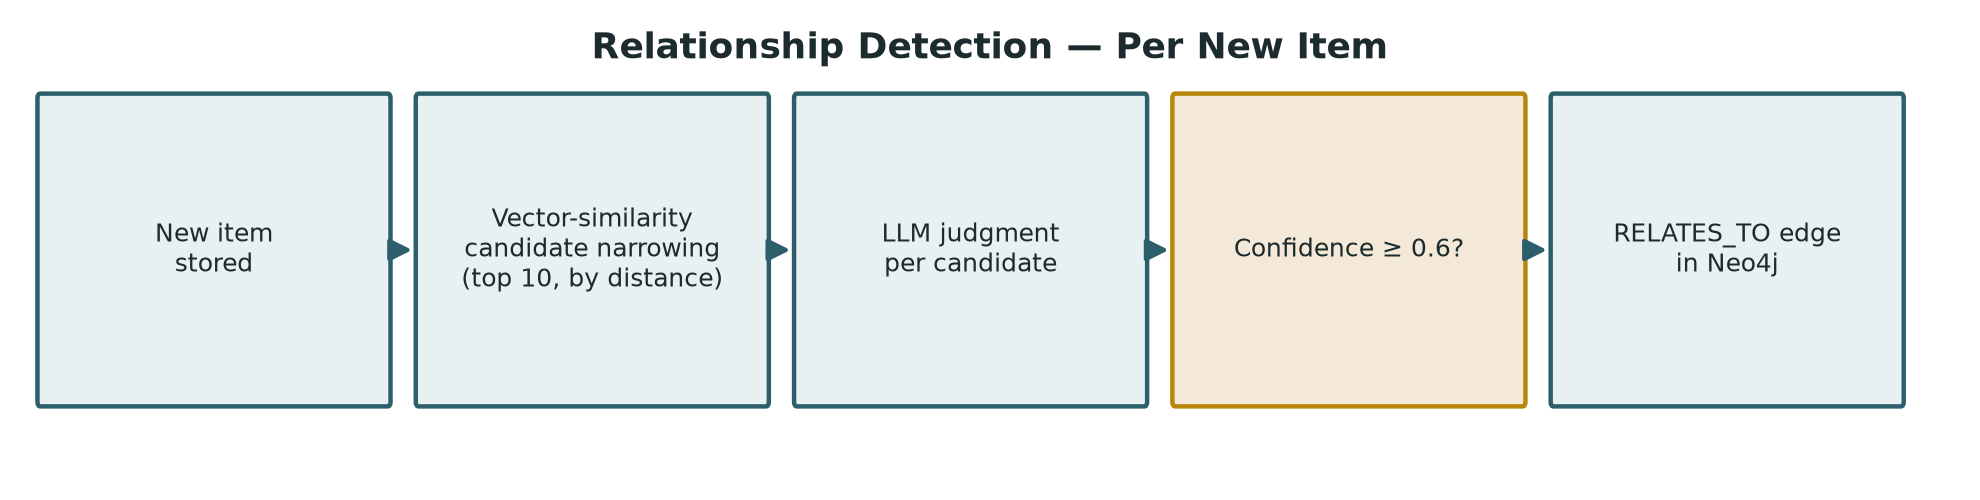 Relationship Detection — Per New Item
New item
stored
Vector-similarity
candidate narrowing
(top 10, by distance)
LLM judgment
per candidate
Confidence ≥ 0.6?
RELATES_TO edge
in Neo4j